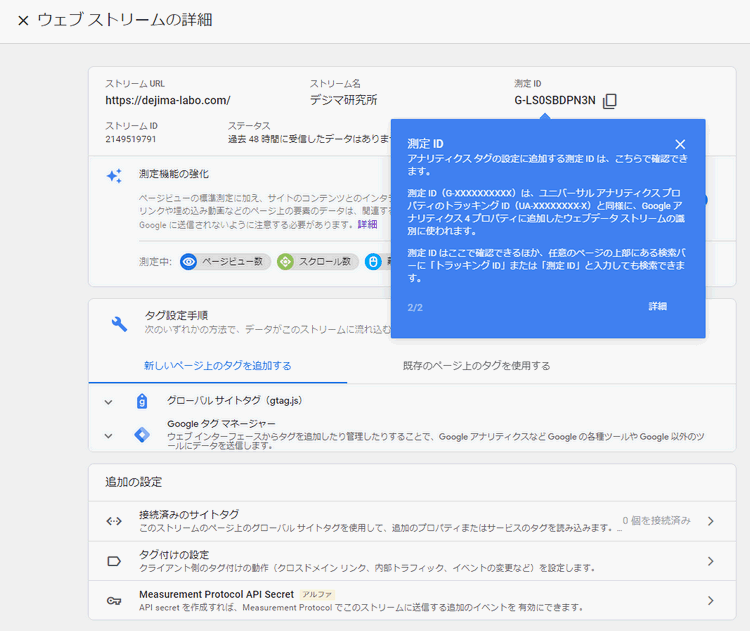 ウェブ ストリームの詳細
ストリーム URL
ストリーム名
測定 ID
https://dejima-labo.com/
デジマ研究所
G-LS0SBDPN3N
ストリーム ID
ステータス
2149519791
過去 48 時間に受信したデータはありませ
測定 ID
アナリティクス タグの設定に追加する測定 ID は、こちらで確認でき
ます。
測定 ID（G-XXXXXXXXXX）は、ユニバーサル アナリティクス プロ
パティのトラッキング ID（UA-XXXXXXXX-X）と同様に、Google ア
ナリティクス 4 プロパティに追加したウェブデータ ストリームの識
別に使われます。
測定 ID はここで確認できるほか、任意のページの上部にある検索バ
ーに「トラッキング ID」または「測定 ID」と入力しても検索できま
す。
2/2
詳細
測定機能の強化
ページビューの標準測定に加え、サイトのコンテンツとのインタラ
リンクや埋め込み動画などのページ上の要素のデータは、関連する
Google に送信されないように注意する必要があります。詳細
測定中:
ページビュー数
スクロール数
タグ設定手順
次のいずれかの方法で、データがこのストリームに流れ込む
新しいページ上のタグを追加する
既存のページ上のタグを使用する
グローバル サイトタグ（gtag.js）
Google タグ マネージャー
ウェブ インターフェースからタグを追加したり管理したりすることで、Google アナリティクスなど Google の各種ツールや Google 以外のツ
ールにデータを送信します。
追加の設定
接続済みのサイトタグ
このストリームのページ上のグローバル サイトタグを使用して、追加のプロパティまたはサービスのタグを読み込みます。...
0 個を接続済み
タグ付けの設定
クライアント側のタグ付けの動作（クロスドメイン リンク、内部トラフィック、イベントの変更など）を設定します。
Measurement Protocol API Secret アルファ
API secret を作成すれば、Measurement Protocol でこのストリームに送信する追加のイベントを 有効にできます。